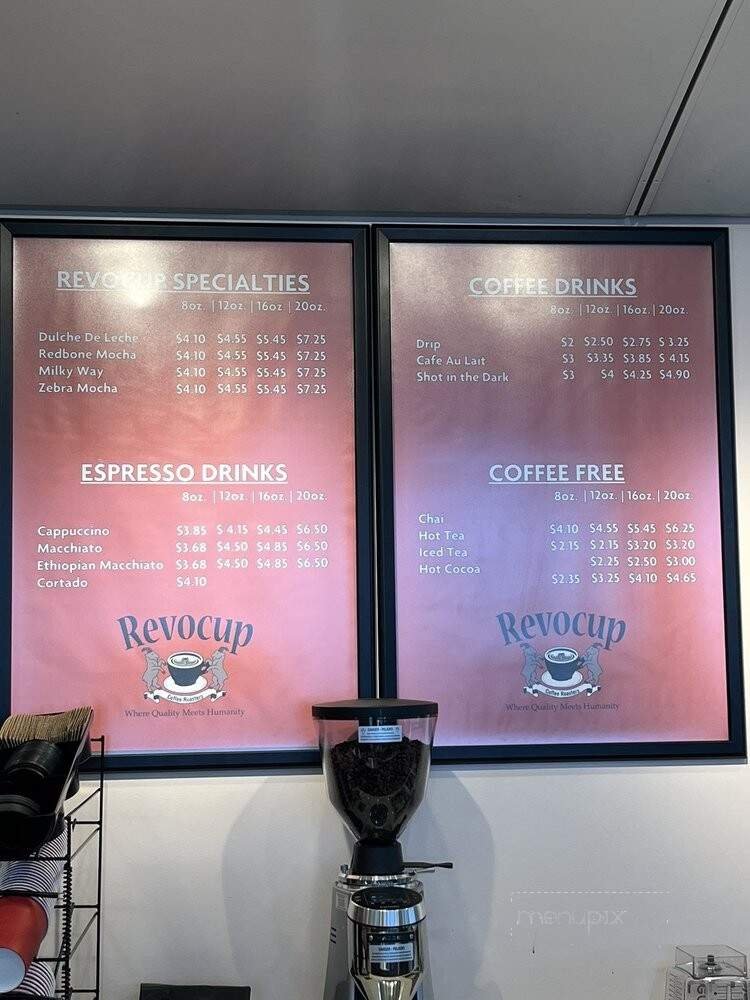 REVOCUP SPECIALTIES
8oz. | 12oz. | 16oz | 20oz.
Dulche De Leche $4.10 $4.55 $5.45 $7.25
Redbone Mocha $4.10 $4.55 $5.45 $7.25
Milky Way $4.10 $4.55 $5.45 $7.25
Zebra Mocha $4.10 $4.55 $5.45 $7.25
ESPRESSO DRINKS
8oz. | 12oz. | 16oz. | 20oz.
Cappuccino $3.85 $4.15 $4.45 $6.50
Macchiato $3.68 $4.50 $4.85 $6.50
Ethiopian Macchiato $3.68 $4.50 $4.85 $6.50
Cortado $4.10
Revocup
Coffee Roasters
Where Quality Meets Humanity
COFFEE DRINKS
8oz. | 12oz. | 16oz. | 20oz.
Drip $2 $2.50 $2.75 $3.25
Cafe Au Lait $3 $3.35 $3.85 $4.15
Shot in the Dark $3 $4 $4.25 $4.90
COFFEE FREE
8oz. | 12oz. | 16oz. | 20oz.
Chai $4.10 $4.55 $5.45 $6.25
Hot Tea $2.15 $2.15 $3.20 $3.20
Iced Tea $2.25 $2.50 $3.00
Hot Cocoa $2.35 $3.25 $4.10 $4.65
Revocup
Coffee Roasters
Where Quality Meets Humanity
menupix